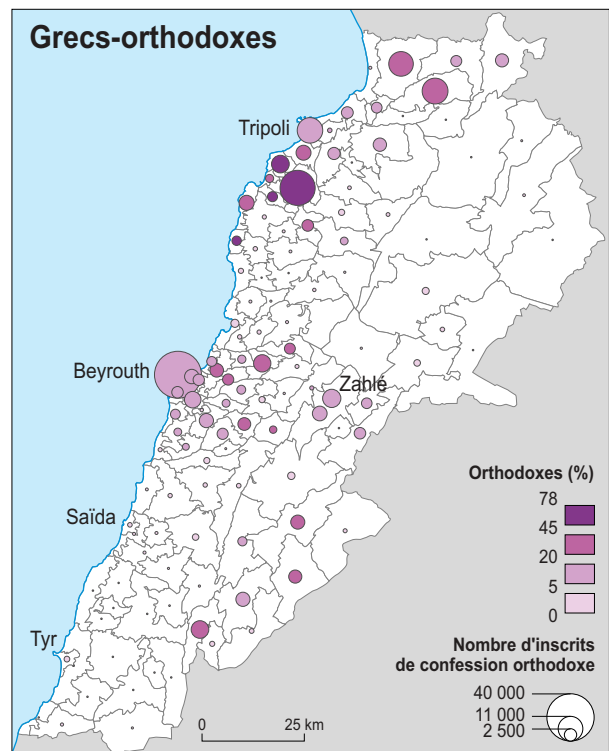 Grecs-orthodoxes
Tripoli
Beyrouth
Zahlé
Saïda
Tyr
Orthodoxes (%)
78
45
20
5
0
Nombre d'inscrits
de confession orthodoxe
40 000
11 000
2 500
0 25 km